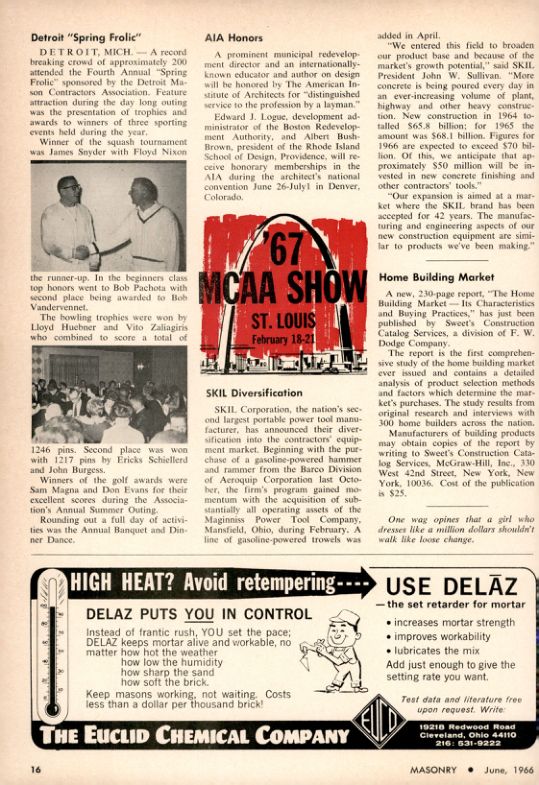 Detroit "Spring Frolic"
DETROIT, MICH. — A record
breaking crowd of approximately 200
attended the Fourth Annual "Spring
Frolic" sponsored by the Detroit Ma-
son Contractors Association. Feature
attraction during the day long outing
was the presentation of trophies and
awards to winners of three sporting
events held during the year.
Winner of the squash tournament
was James Snyder with Floyd Nixon
the runner-up. In the beginners class
top honors went to Bob Pachota with
second place being awarded to Bob
Vandervennet.
The bowling trophies were won by
Lloyd Huebner and Vito Zaliagiris
who combined to score a total of
1246 pins. Second place was won
with 1217 pins by Ericks Schiellerd
and John Burgess.
Winners of the golf awards were
Sam Magna and Don Evans for their
excellent scores during the Associa-
tion's Annual Summer Outing.
Rounding out a full day of activi-
ties was the Annual Banquet and Din-
ner Dance.
AIA Honors
A prominent municipal redevelop-
ment director and an internationally-
known educator and author on design
will be honored by The American In-
stitute of Architects for "distinguished
service to the profession by a layman."
Edward J. Logue, development ad-
ministrator of the Boston Redevelop-
ment Authority, and Albert Bush-
Brown, president of the Rhode Island
School of Design, Providence, will re-
ceive honorary memberships in the
AIA during the architect's national
convention June 26-July1 in Denver,
Colorado.
'67
MCAA SHOW
ST. LOUIS
February 18-21
SKIL Diversification
SKIL Corporation, the nation's sec-
ond largest portable power tool manu-
facturer, has announced their diver-
sification into the contractors' equip-
ment market. Beginning with the pur-
chase of a gasoline-powered hammer
and rammer from the Barco Division
of Aeroquip Corporation last Octo-
ber, the firm's program gained mo-
mentum with the acquisition of sub-
stantially all operating assets of the
Maginniss Power Tool Company,
Mansfield, Ohio, during February. A
line of gasoline-powered trowels was
added in April.
"We entered this field to broaden
our product base and because of the
market's growth potential," said SKIL
President John W. Sullivan. "More
concrete is being poured every day in
an ever-increasing volume of plant,
highway and other heavy construc-
tion. New construction in 1964 to-
talled $65.8 billion; for 1965 the
amount was $68.1 billion. Figures for
1966 are expected to exceed $70 bil-
lion. Of this, we anticipate that ap-
proximately $50 million will be in-
vested in new concrete finishing and
other contractors' tools."
"Our expansion is aimed at a mar-
ket where the SKIL brand has been
accepted for 42 years. The manufac-
turing and engineering aspects of our
new construction equipment are simi-
lar to products we've been making."
Home Building Market
A new, 230-page report, "The Home
Building Market — Its Characteristics
and Buying Practices," has just been
published by Sweet's Construction
Catalog Services, a division of F. W.
Dodge Company.
The report is the first comprehen-
sive study of the home building market
ever issued and contains a detailed
analysis of product selection methods
and factors which determine the mar-
ket's purchases. The study results from
original research and interviews with
300 home builders across the nation.
Manufacturers of building products
may obtain copies of the report by
writing to Sweet's Construction Cata-
log Services, McGraw-Hill, Inc., 330
West 42nd Street, New York, New
York, 10036. Cost of the publication
is $25.
One wag opines that a girl who
dresses like a million dollars shouldn't
walk like loose change.
HIGH HEAT? Avoid retempering
DELAZ PUTS YOU IN CONTROL
Instead of frantic rush, YOU set the pace;
DELAZ keeps mortar alive and workable, no
matter how hot the weather
how low the humidity
how sharp the sand
how soft the brick.
Keep masons working, not waiting. Costs
less than a dollar per thousand brick!
USE DELĀZ
—the set retarder for mortar
• increases mortar strength
• improves workability
• lubricates the mix
Add just enough to give the
setting rate you want.
Test data and literature free
upon request. Write:
THE EUCLID CHEMICAL COMPANY
EUCO
19218 Redwood Road
Cleveland, Ohio 44110
216: 531-9222
16
MASONRY • June, 1966